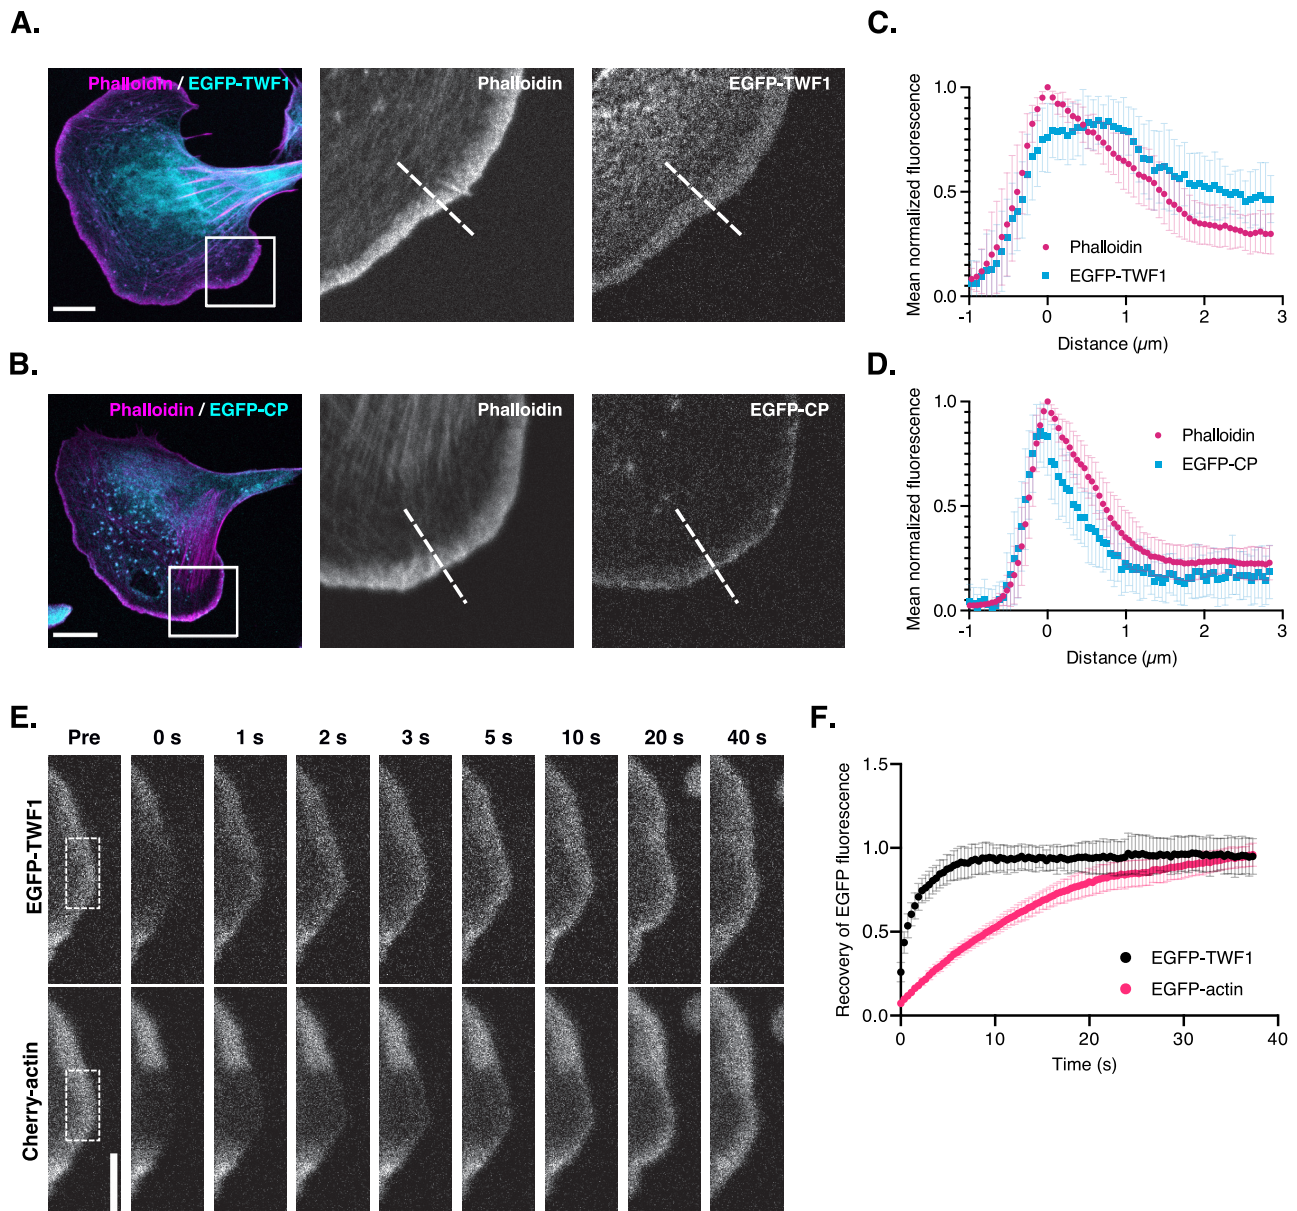 A.
Phalloidin / EGFP-TWF1
Phalloidin
EGFP-TWF1
C.
Mean normalized fluorescence
1.0
0.5
0.0
-1
0
1
2
3
Distance (µm)
Phalloidin
EGFP-TWF1
B.
Phalloidin / EGFP-CP
Phalloidin
EGFP-CP
D.
Mean normalized fluorescence
1.0
0.5
0.0
-1
0
1
2
3
Distance (µm)
Phalloidin
EGFP-CP
E.
Pre
0 s
1 s
2 s
3 s
5 s
10 s
20 s
40 s
EGFP-TWF1
Cherry-actin
F.
Recovery of EGFP fluorescence
1.5
1.0
0.5
0.0
0
10
20
30
40
Time (s)
EGFP-TWF1
EGFP-actin